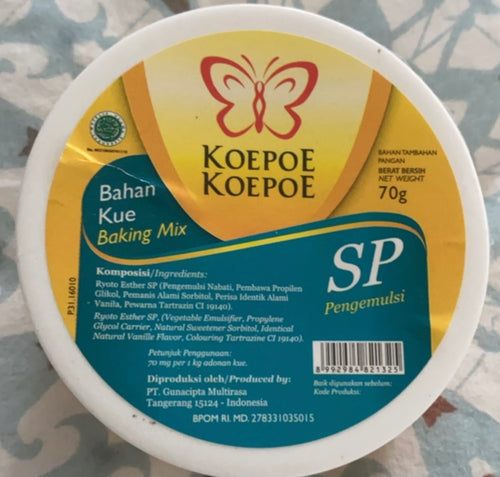 KOEPOE
KOEPOE
BAHAN TAMBAHAN
PANGAN
BERAT BERSIH
NET WEIGHT
70g
Bahan
Kue
Baking Mix
SP
Pengemulsi
Komposisi/Ingredients:
Ryoto Esther SP (Pengemulsi Nabati, Pembawa Propilen
Glikol, Pemanis Alami Sorbitol, Perisa Identik Alami
Vanila, Pewarna Tartrazin CI 19140).
Ryoto Esther SP, (Vegetable Emulsifier, Propylene
Glycol Carrier, Natural Sweetener Sorbitol, Identical
Natural Vanille Flavor, Colouring Tartrazine CI 19140).
Petunjuk Penggunaan:
70 mg per 1 kg adonan kue.
Diproduksi oleh/Produced by:
PT. Gunacipta Multirasa
Tangerang 15124 - Indonesia
BPOM RI. MD. 278331035015
8 992984 821325
Baik digunakan sebelum:
Kode Produksi:
P.31.16010